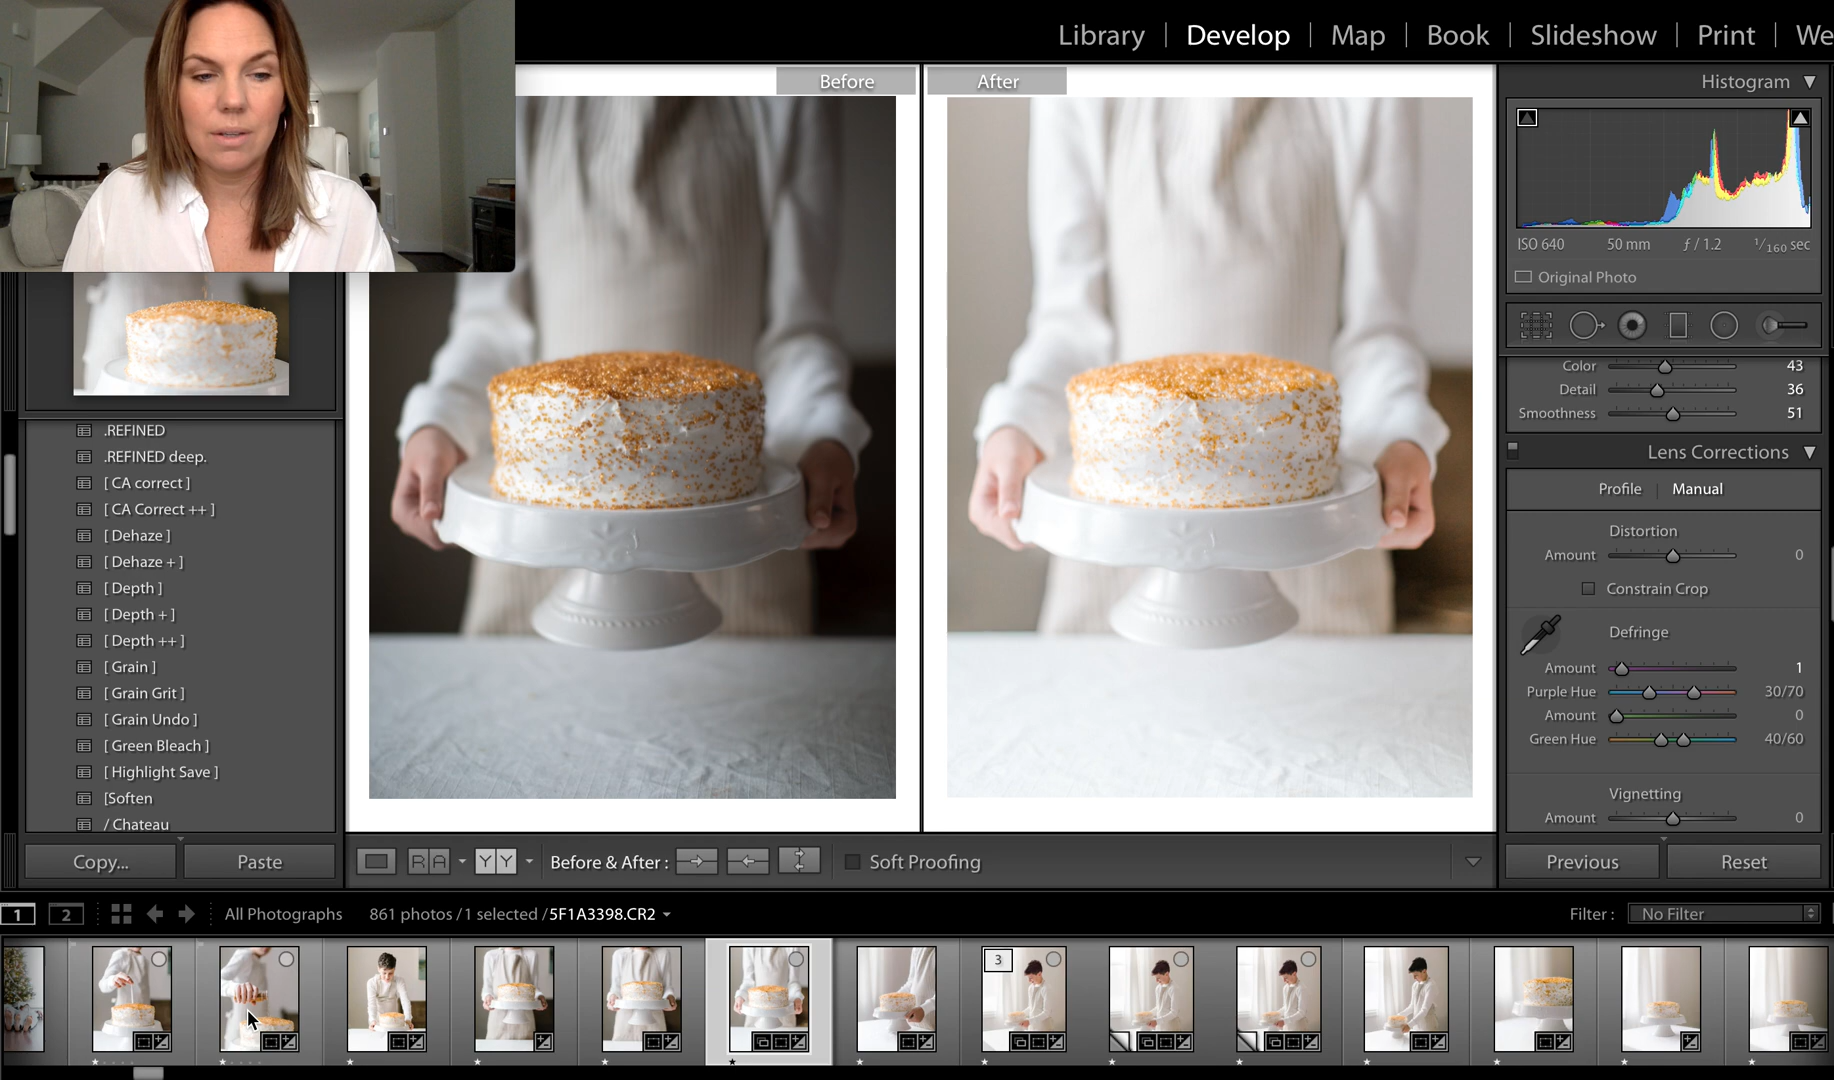 Library | Develop | Map | Book | Slideshow | Print | We
Before
After
Histogram
ISO 640 50 mm ƒ / 1.2 1/160 sec
Original Photo
Color 43
Detail 36
Smoothness 51
Lens Corrections
Profile | Manual
Distortion
Amount 0
Constrain Crop
Defringe
Amount 1
Purple Hue 30/70
Amount 0
Green Hue 40/60
Vignetting
Amount 0
Previous
Reset
.REFINED
.REFINED deep.
[ CA correct ]
[ CA Correct ++ ]
[ Dehaze ]
[ Dehaze + ]
[ Depth ]
[ Depth + ]
[ Depth ++ ]
[ Grain ]
[ Grain Grit ]
[ Grain Undo ]
[ Green Bleach ]
[ Highlight Save ]
[Soften
/ Chateau
Copy...
Paste
R A
Y Y
Before & After :
Soft Proofing
1
2
All Photographs
861 photos / 1 selected / 5F1A3398.CR2
Filter :
No Filter
3